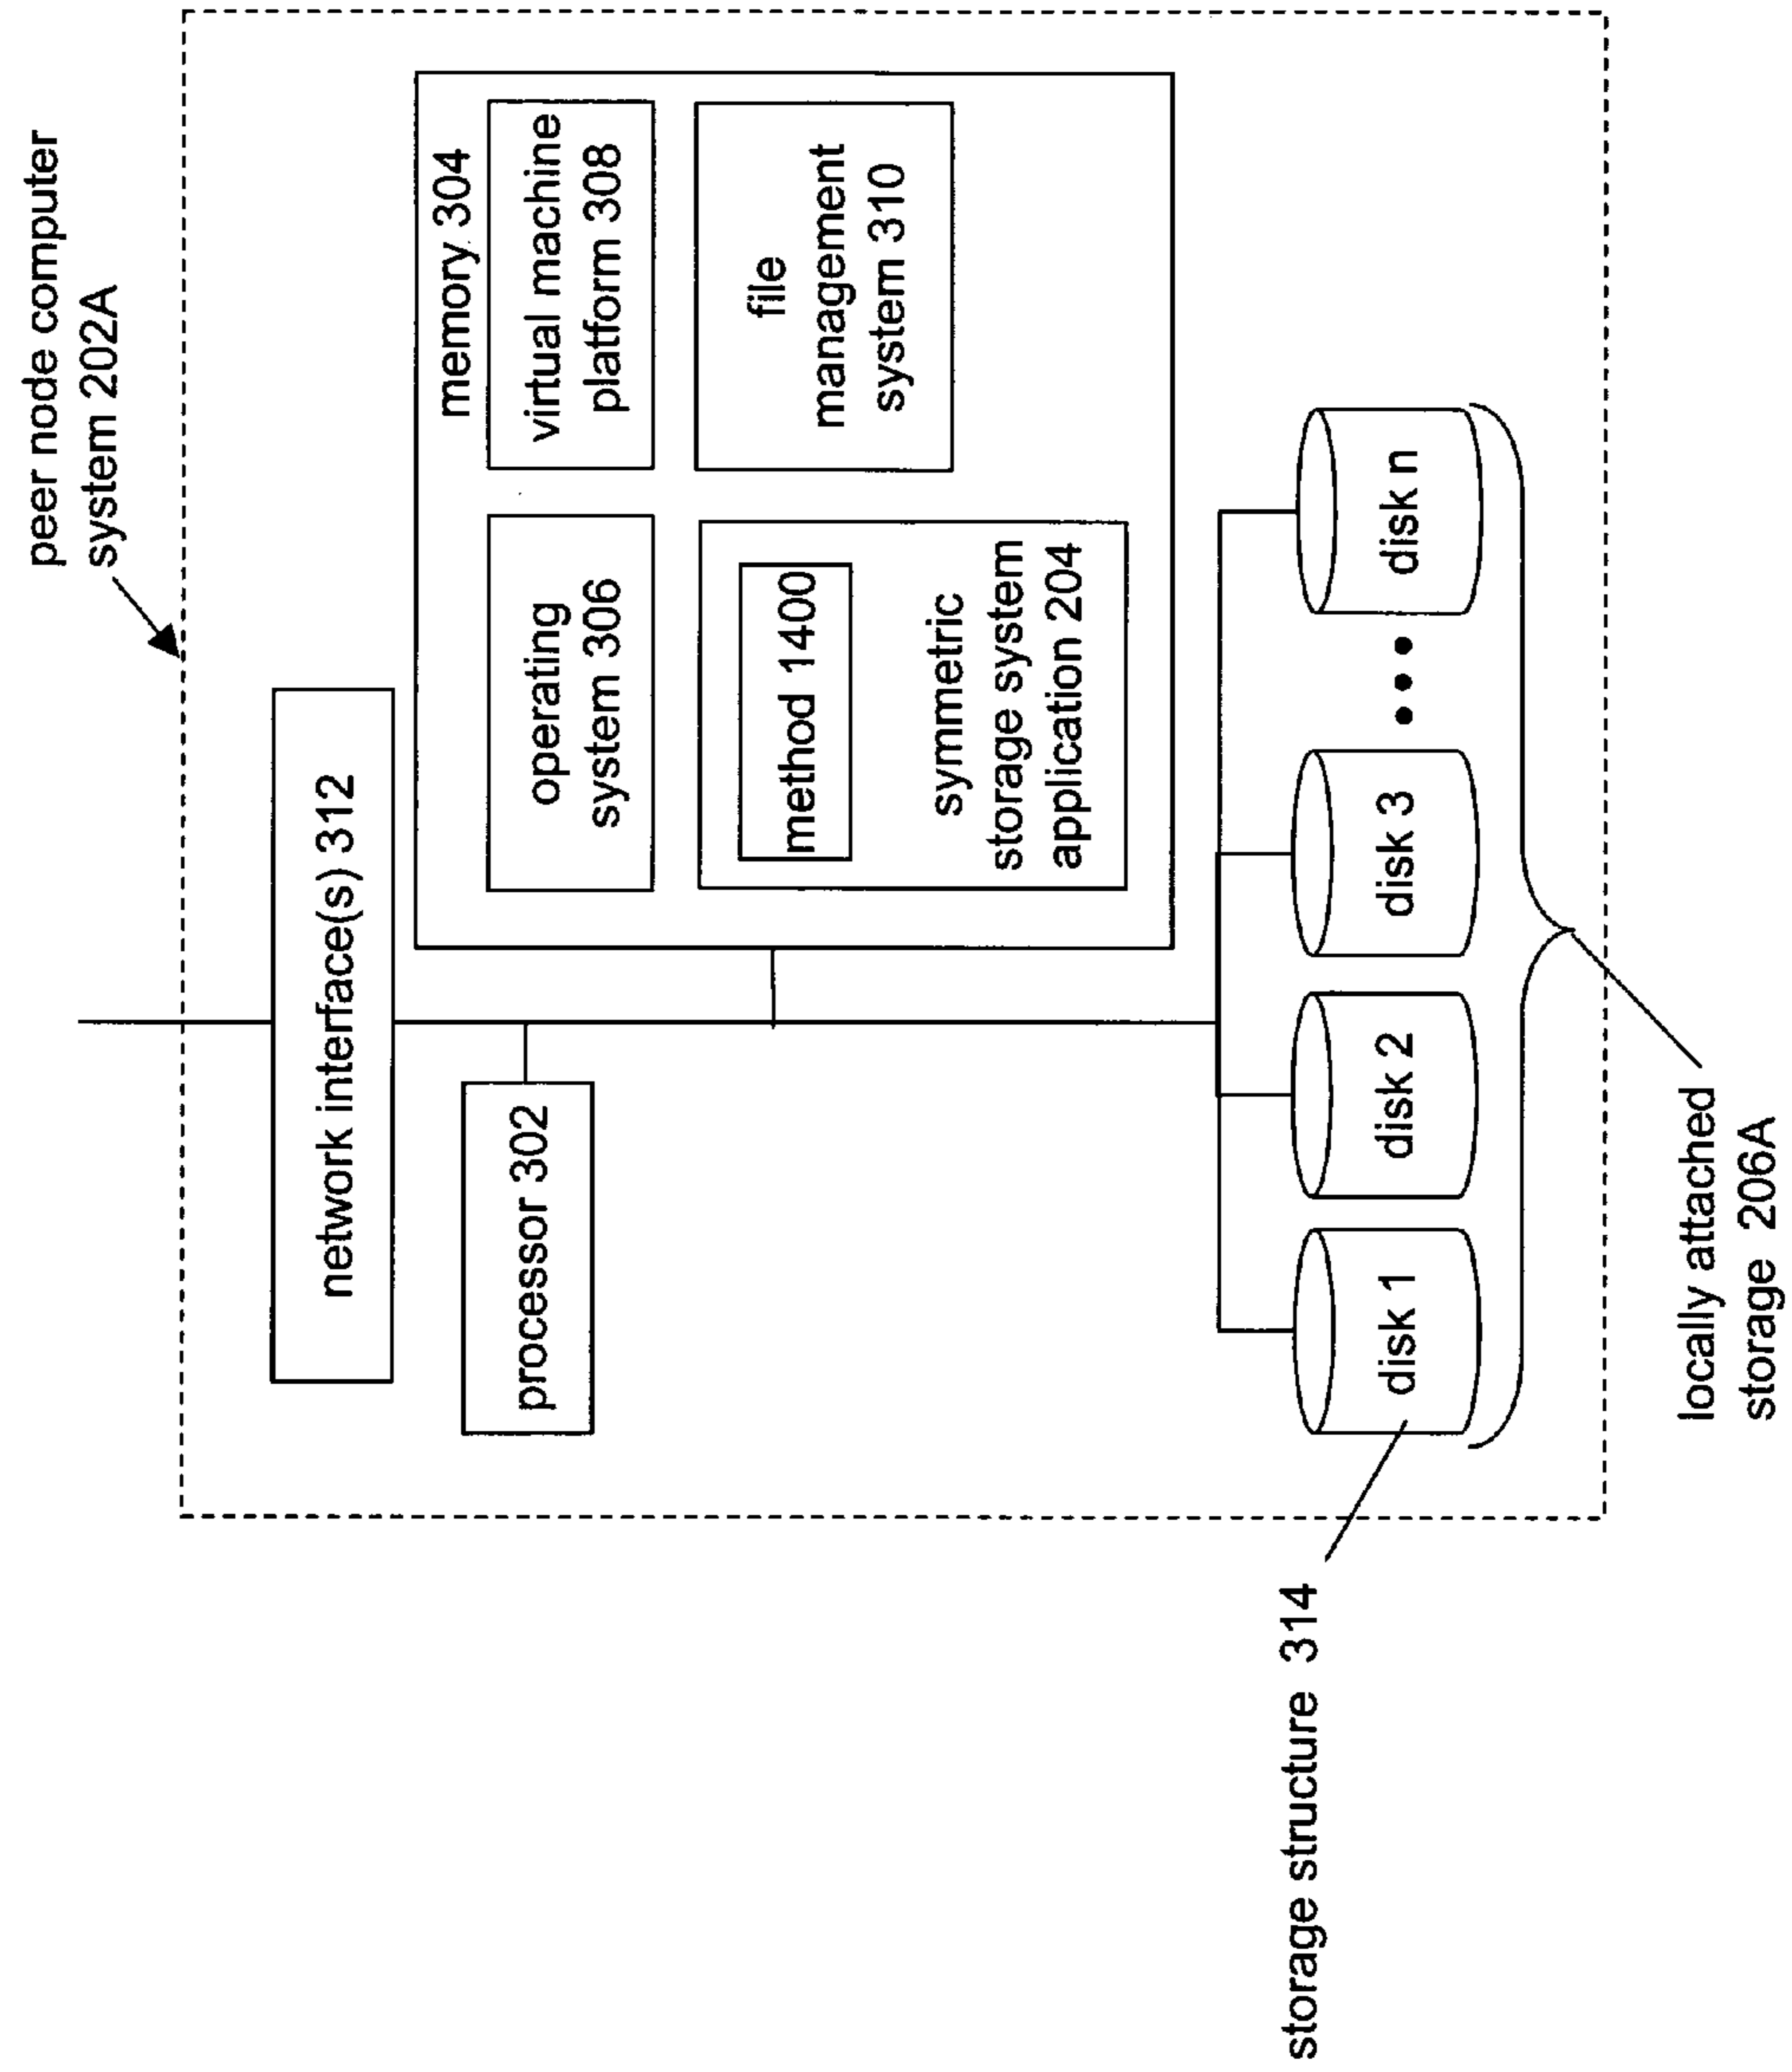 peer node computer
system 202A
network interface(s) 312
processor 302
memory 304
operating
system 306
virtual machine
platform 308
method 1400
symmetric
storage system
application 204
file
management
system 310
disk 1
disk 2
disk 3
disk n
storage structure 314
locally attached
storage 206A